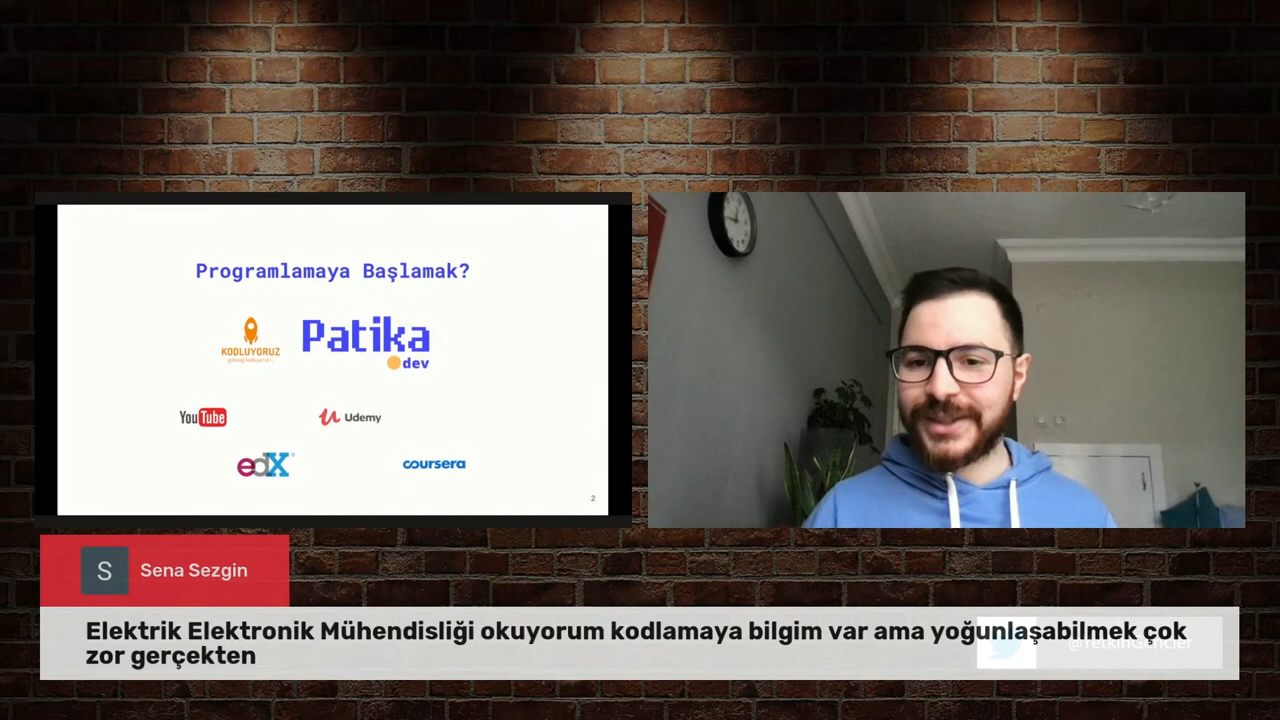 Programlamaya Başlamak?
KODLUYORUZ
Patika
dev
YouTube
Udemy
edX
coursera
2
S
Sena Sezgin
Elektrik Elektronik Mühendisliği okuyorum kodlamaya bilgim var ama yoğunlaşabilmek çok
zor gerçekten